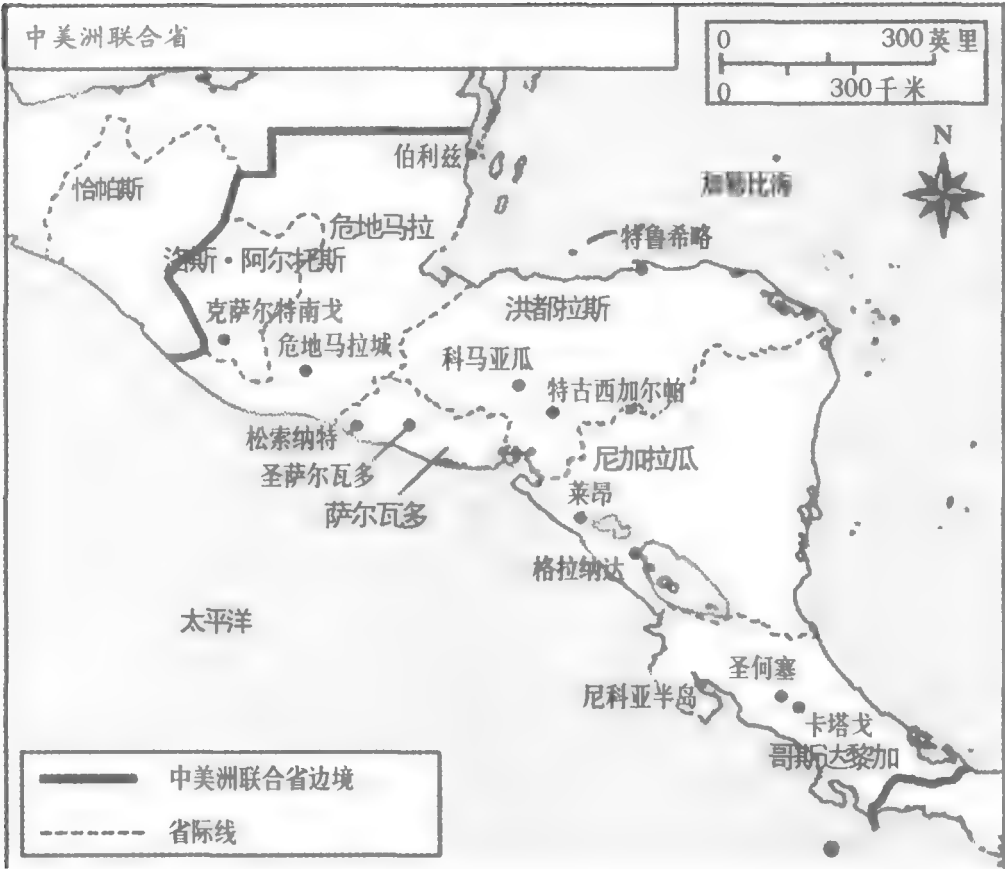 中美洲联合省
0 300英里
0 300千米
N
伯利兹
加勒比海
恰帕斯
危地马拉
特鲁希略
洛斯·阿尔托斯
克萨尔特南戈
洪都拉斯
危地马拉城
科马亚瓜
特古西加尔帕
松索纳特
尼加拉瓜
圣萨尔瓦多
莱昂
萨尔瓦多
格拉纳达
太平洋
圣何塞
尼科亚半岛
卡塔戈
哥斯达黎加
中美洲联合省边境
省际线